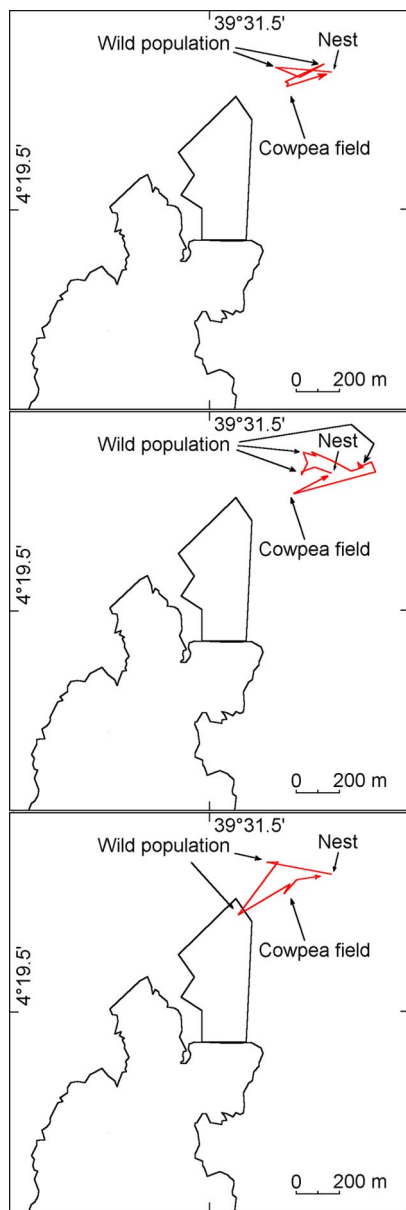 39°31.5'
Wild population
Nest
Cowpea field
4°19.5'
0 200 m
39°31.5'
Wild population
Nest
Cowpea field
4°19.5'
0 200 m
39°31.5'
Wild population
Nest
Cowpea field
4°19.5'
0 200 m